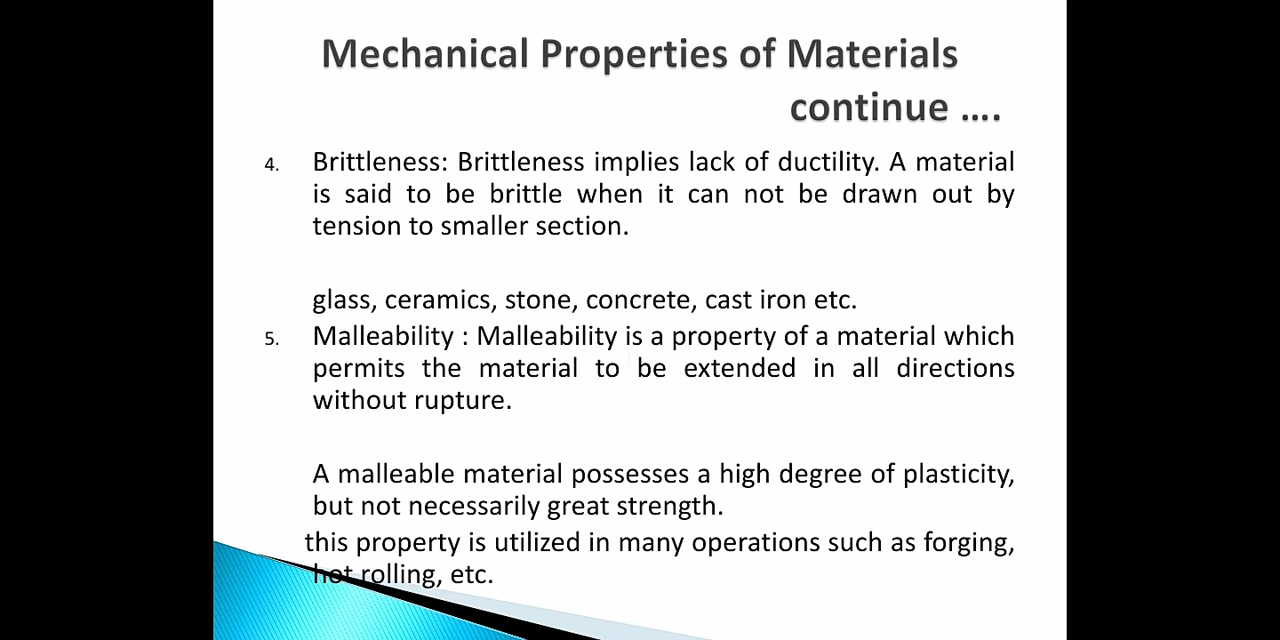 Mechanical Properties of Materials
continue ....
4. Brittleness: Brittleness implies lack of ductility. A material
is said to be brittle when it can not be drawn out by
tension to smaller section.
glass, ceramics, stone, concrete, cast iron etc.
5. Malleability : Malleability is a property of a material which
permits the material to be extended in all directions
without rupture.
A malleable material possesses a high degree of plasticity,
but not necessarily great strength.
this property is utilized in many operations such as forging,
hot rolling, etc.